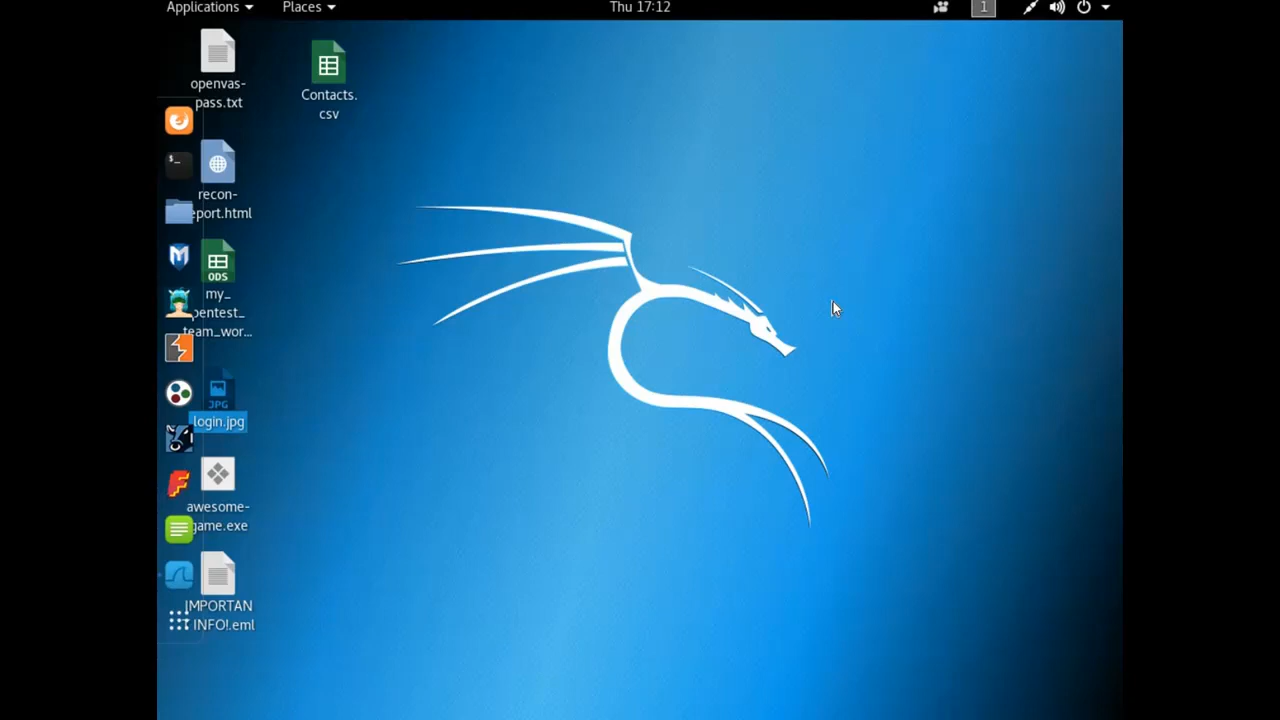 Applications
Places
Thu 17:12
1
openvas-
pass.txt
Contacts.
csv
recon-
eport.html
ODS
my_
pentest_
team_wor...
JPG
login.jpg
awesome-
game.exe
IMPORTAN
INFO!.eml
$_